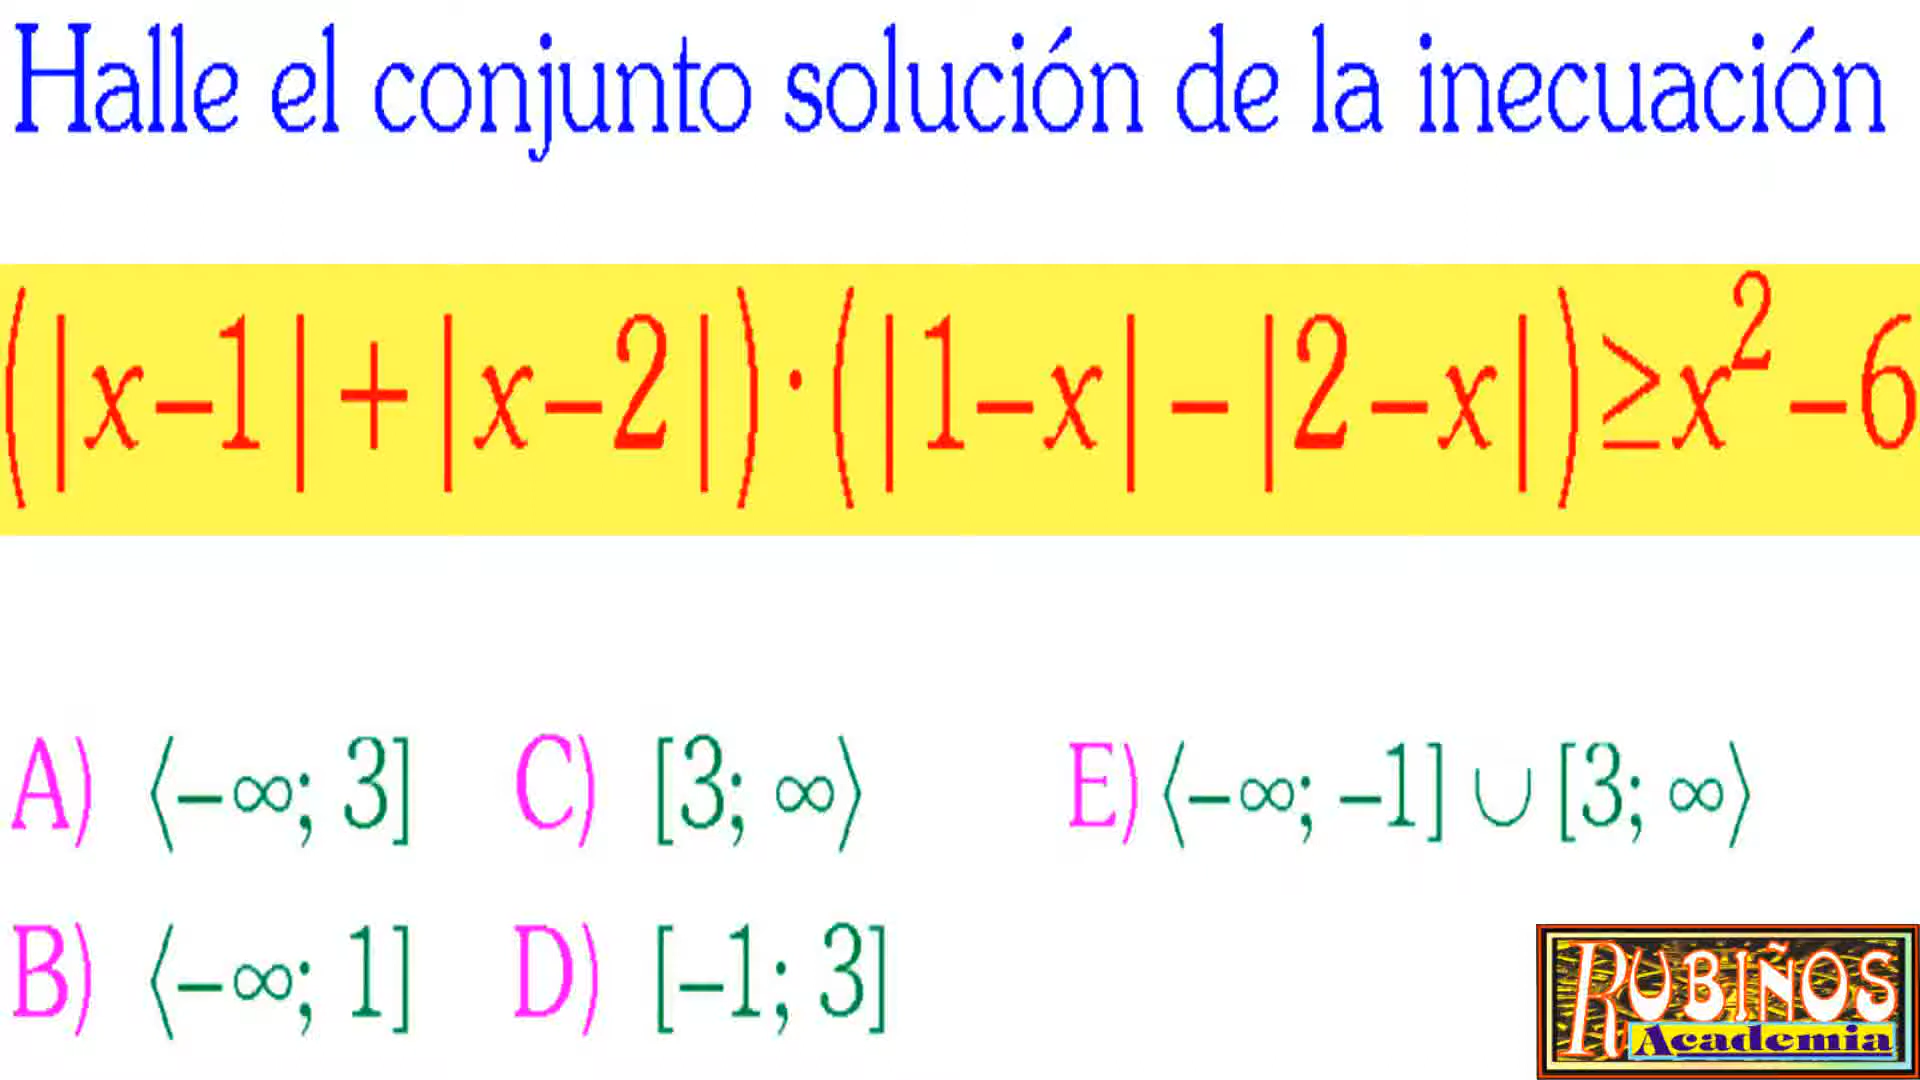 Halle el conjunto solución de la inecuación
(|x–1|+|x–2|)·(|1–x|–|2–x|)≥x²–6
A) ⟨–∞; 3] C) [3; ∞⟩ E) ⟨–∞; –1] ∪ [3; ∞⟩
B) ⟨–∞; 1] D) [–1; 3]
RUBIÑOS
Academia